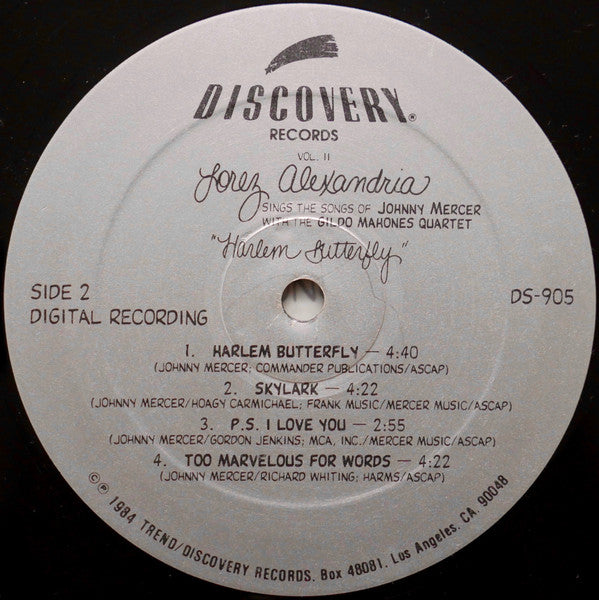 DISCOVERY®
RECORDS
VOL. II
Lorez Alexandria
SINGS THE SONGS OF JOHNNY MERCER
WITH THE GILDO MAHONES QUARTET
"Harlem Butterfly"
SIDE 2
DIGITAL RECORDING
DS-905
1. HARLEM BUTTERFLY — 4:40
(JOHNNY MERCER; COMMANDER PUBLICATIONS/ASCAP)
2. SKYLARK — 4:22
(JOHNNY MERCER/HOAGY CARMICHAEL; FRANK MUSIC/MERCER MUSIC/ASCAP)
3. P.S. I LOVE YOU — 2:55
(JOHNNY MERCER/GORDON JENKINS; MCA, INC./MERCER MUSIC/ASCAP)
4. TOO MARVELOUS FOR WORDS — 4:22
(JOHNNY MERCER/RICHARD WHITING; HARMS/ASCAP)
©℗ 1984 TREND/DISCOVERY RECORDS. Box 48081. Los Angeles. CA. 90048